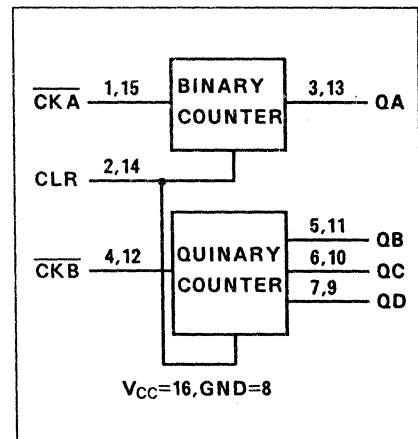 CKA 1,15 BINARY COUNTER 3,13 QA
CLR 2,14
CKB 4,12 QUINARY COUNTER 5,11 QB
6,10 QC
7,9 QD
VCC=16,GND=8